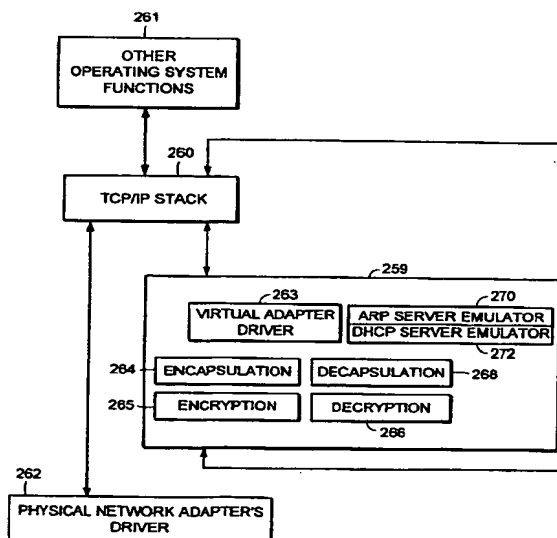 261
OTHER
OPERATING SYSTEM
FUNCTIONS
260
TCP/IP STACK
259
263
VIRTUAL ADAPTER
DRIVER
270
ARP SERVER EMULATOR
DHCP SERVER EMULATOR
272
264
ENCAPSULATION
DECAPSULATION
268
265
ENCRYPTION
DECRYPTION
266
262
PHYSICAL NETWORK ADAPTER'S
DRIVER